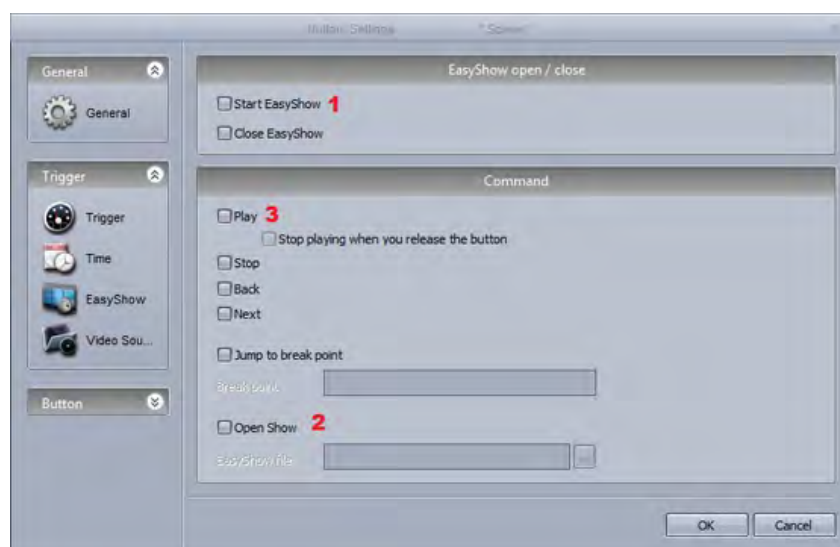 Button Settings
General
General
Trigger
Trigger
Time
EasyShow
Video Sou...
Button
EasyShow open / close
Start EasyShow 1
Close EasyShow
Command
Play 3
Stop playing when you release the button
Stop
Back
Next
Jump to break point
Break point
Open Show 2
EasyShow file
...
OK
Cancel